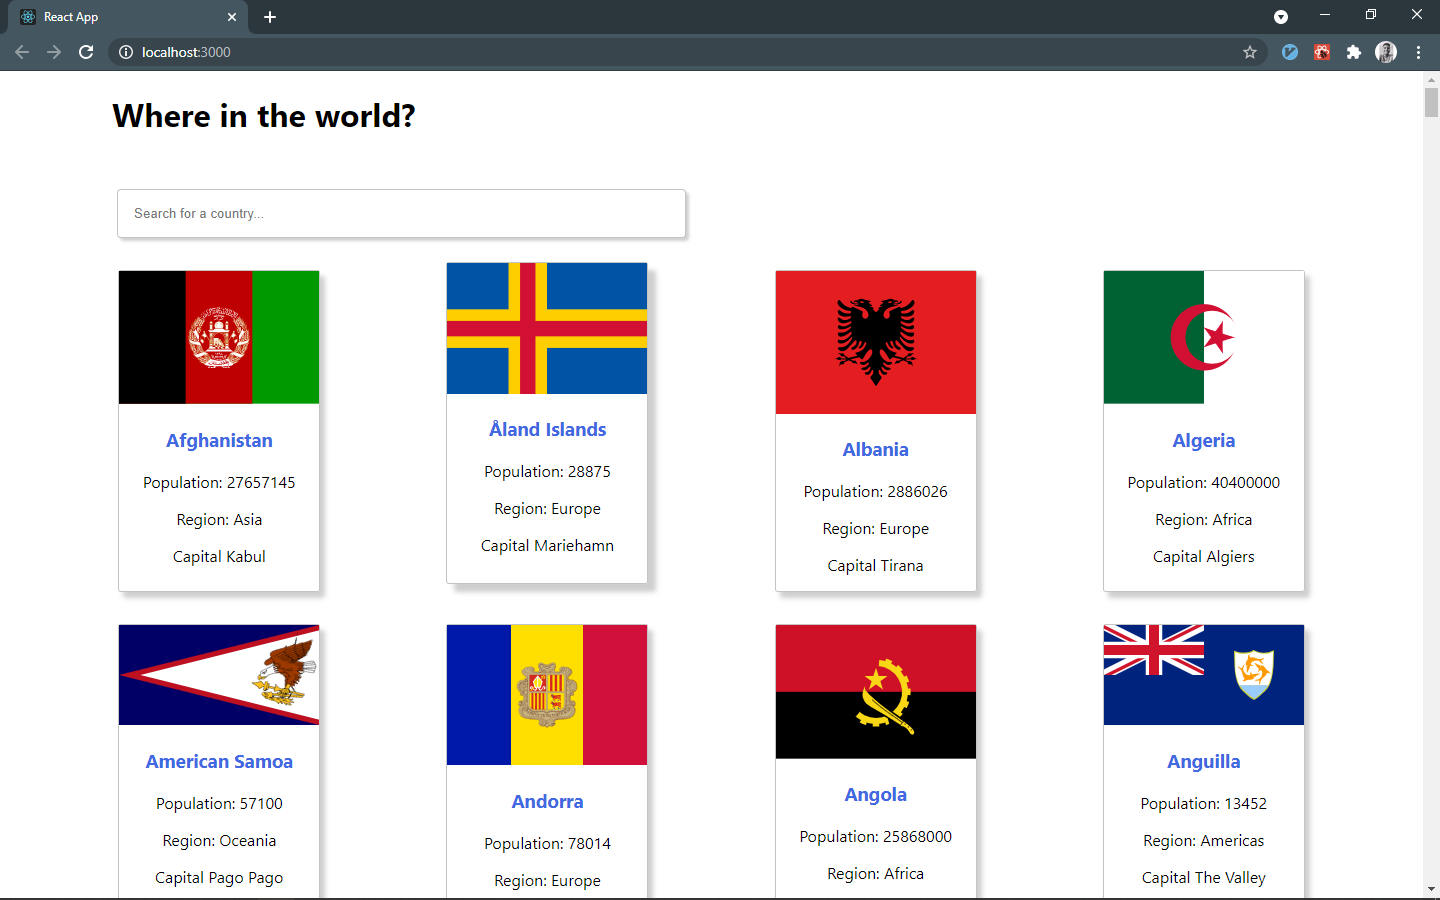 React App
localhost:3000
Where in the world?
Search for a country...
Afghanistan
Population: 27657145
Region: Asia
Capital Kabul
Åland Islands
Population: 28875
Region: Europe
Capital Mariehamn
Albania
Population: 2886026
Region: Europe
Capital Tirana
Algeria
Population: 40400000
Region: Africa
Capital Algiers
American Samoa
Population: 57100
Region: Oceania
Capital Pago Pago
Andorra
Population: 78014
Region: Europe
Angola
Population: 25868000
Region: Africa
Anguilla
Population: 13452
Region: Americas
Capital The Valley